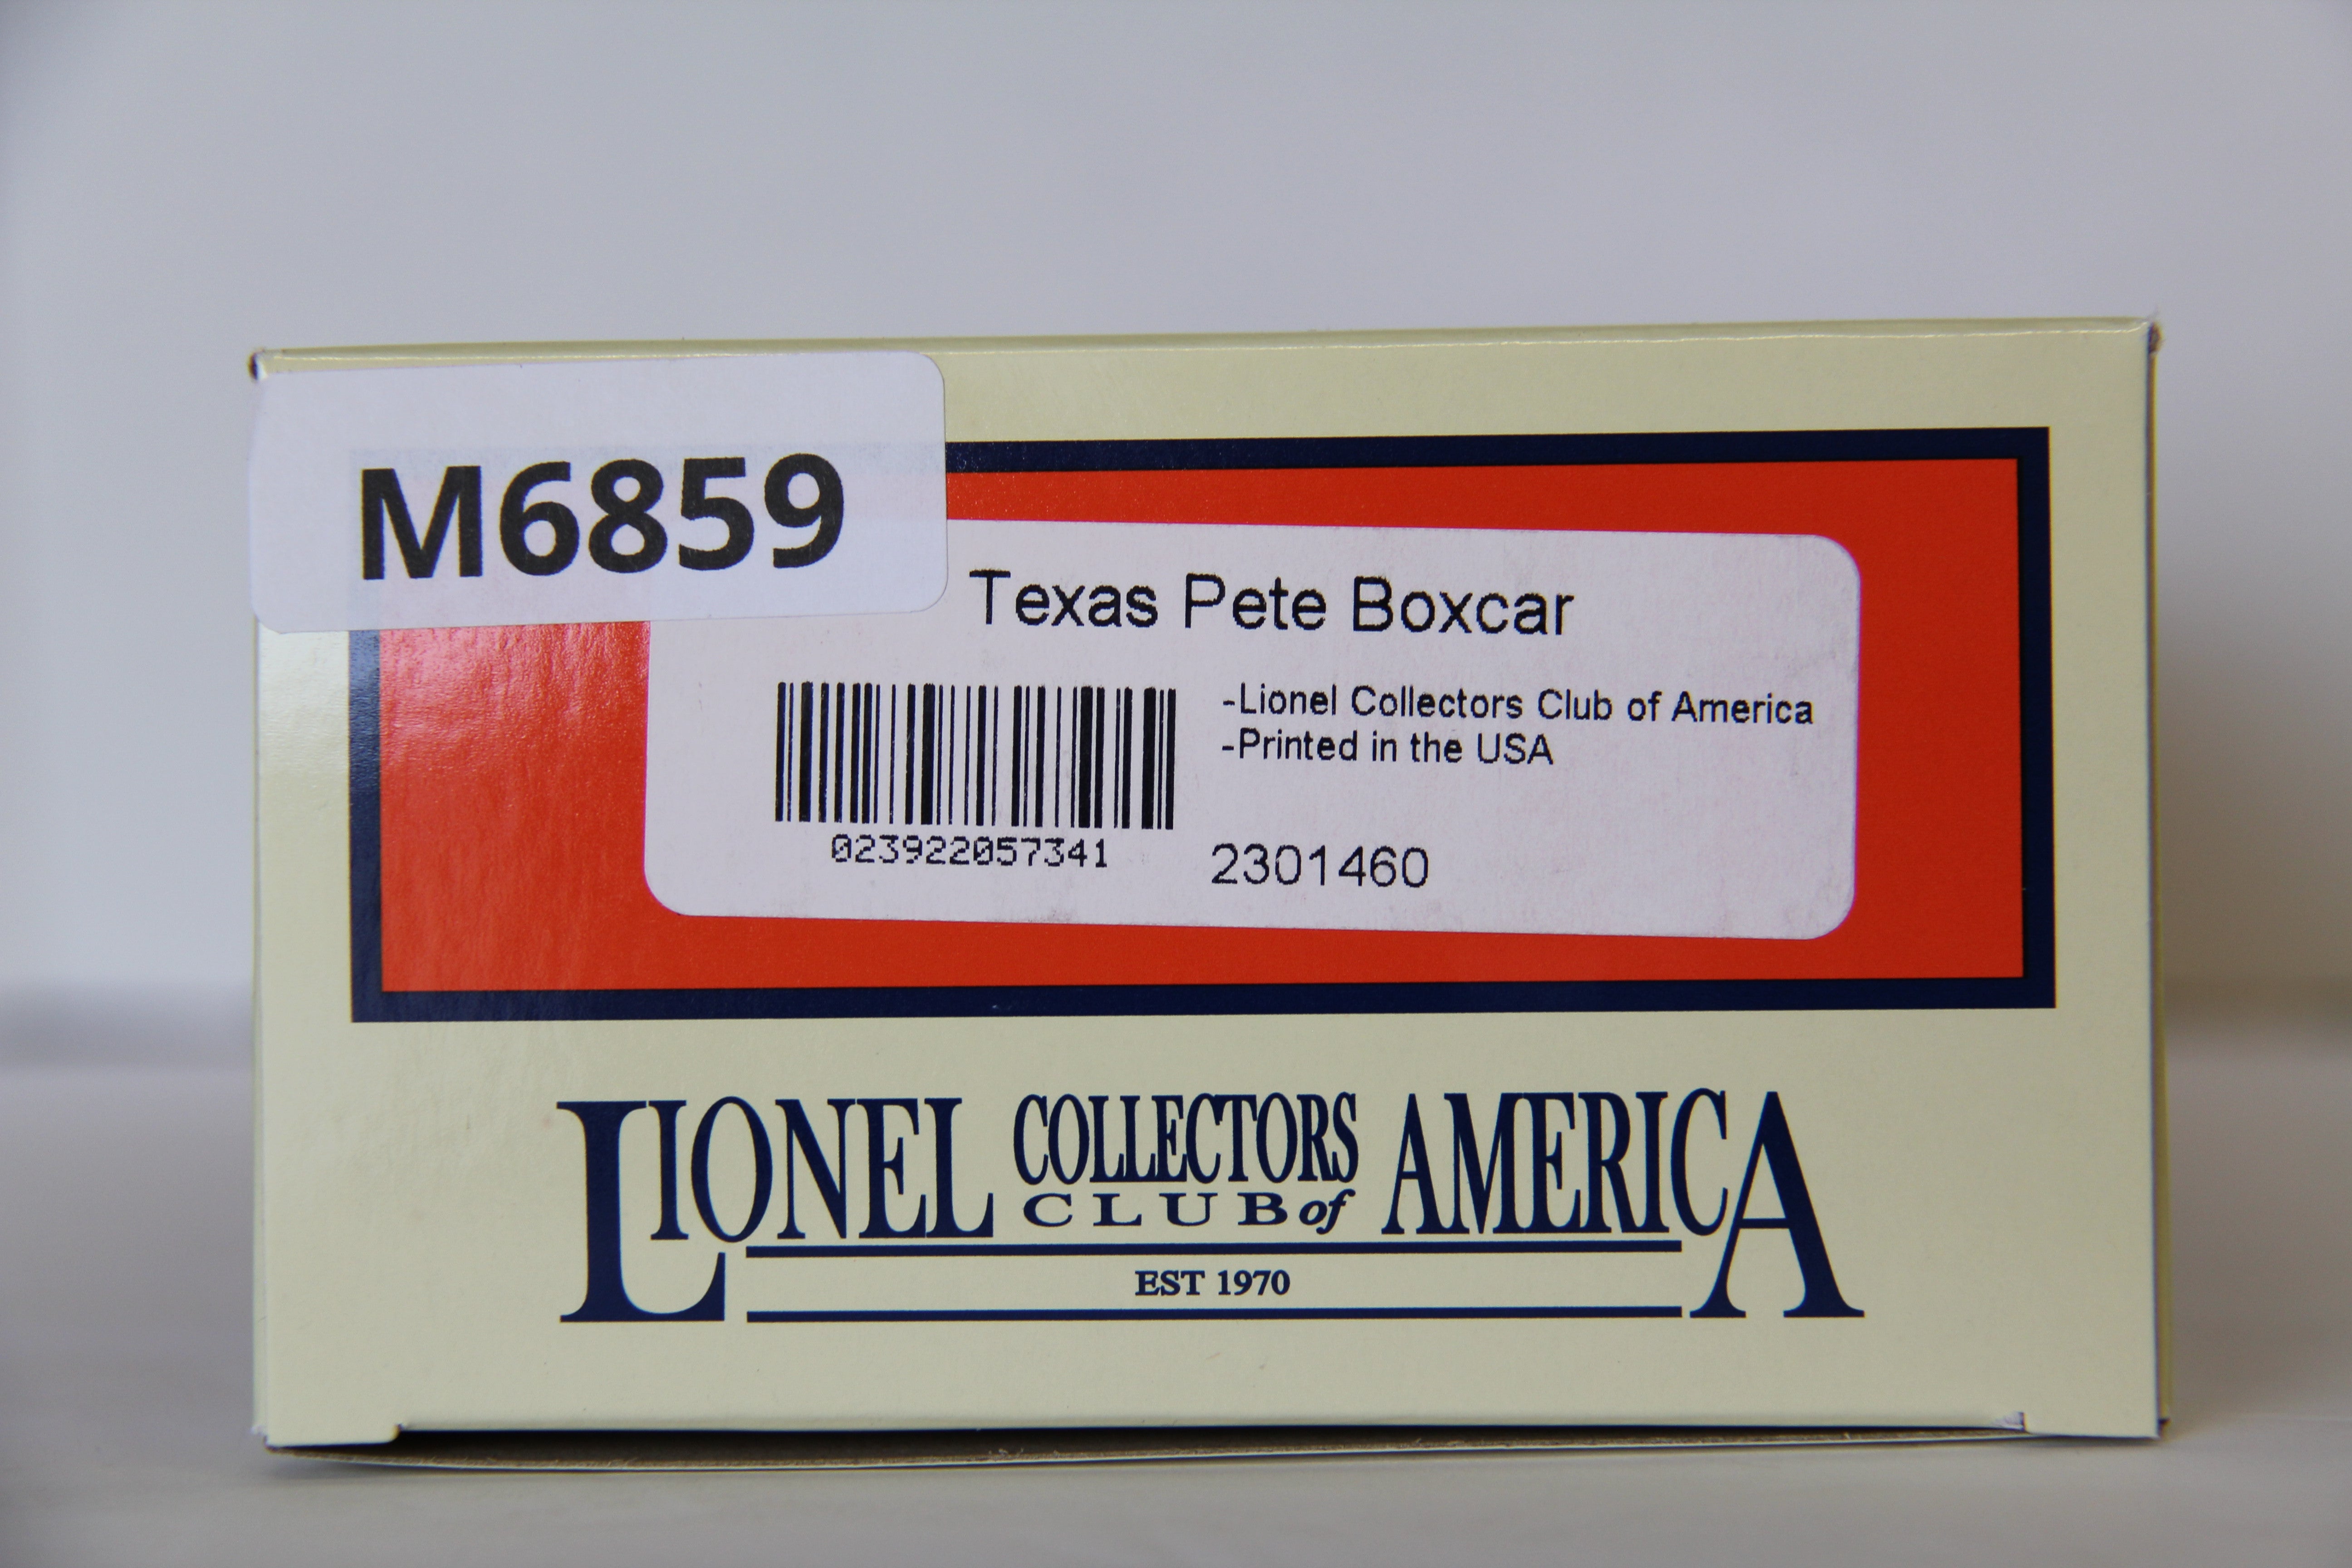 M6859
Texas Pete Boxcar
-Lionel Collectors Club of America
-Printed in the USA
023922057341
2301460
LIONEL COLLECTORS CLUB of AMERICA
EST 1970